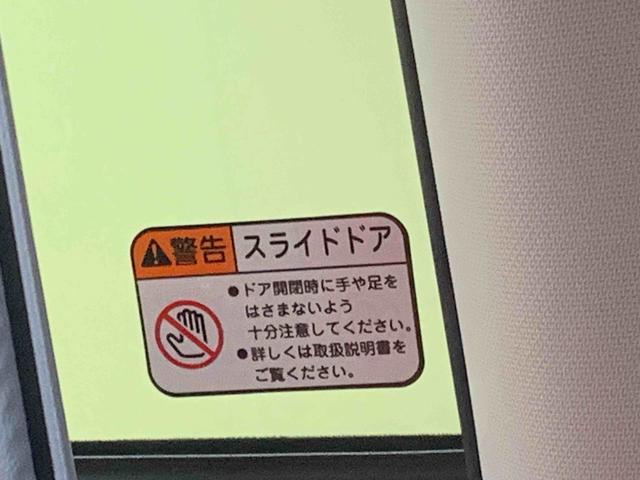 警告 スライドドア
●ドア開閉時に手や足を
はさまないよう
十分注意してください。
●詳しくは取扱説明書を
ご覧ください。